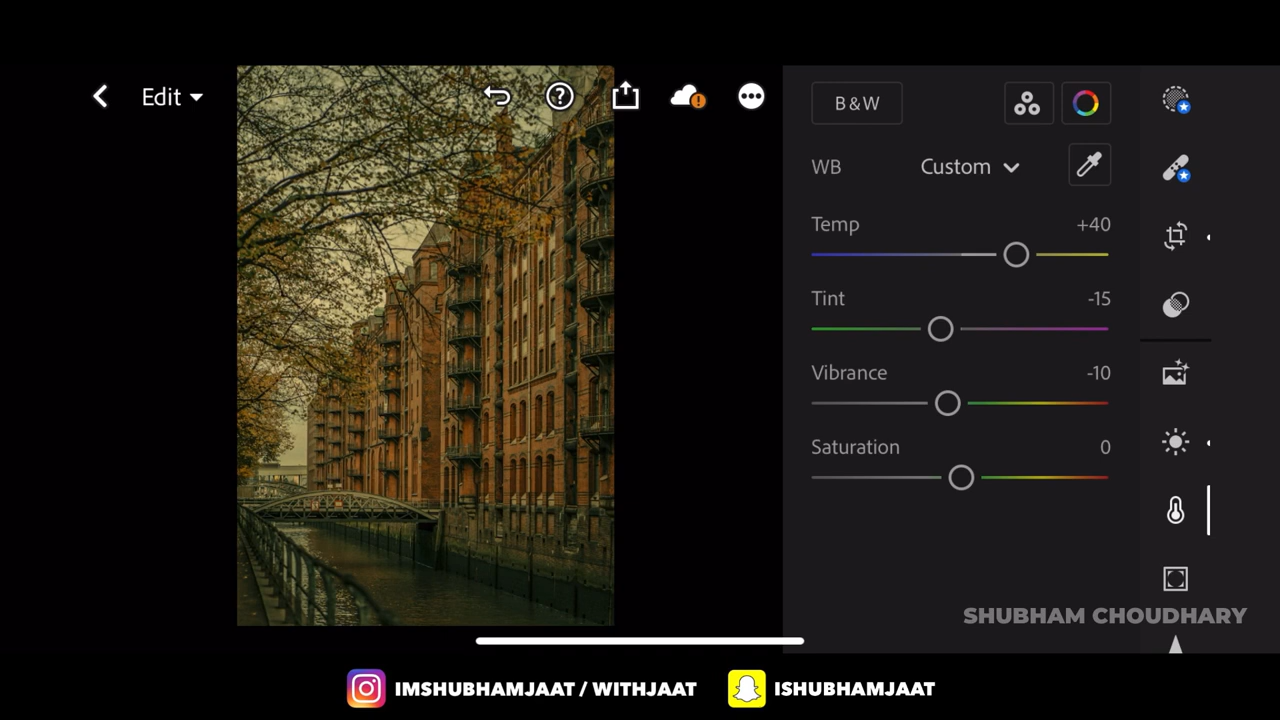 Edit
B&W
WB Custom
Temp +40
Tint -15
Vibrance -10
Saturation 0
SHUBHAM CHOUDHARY
IMSHUBHAMJAAT / WITHJAAT ISHUBHAMJAAT